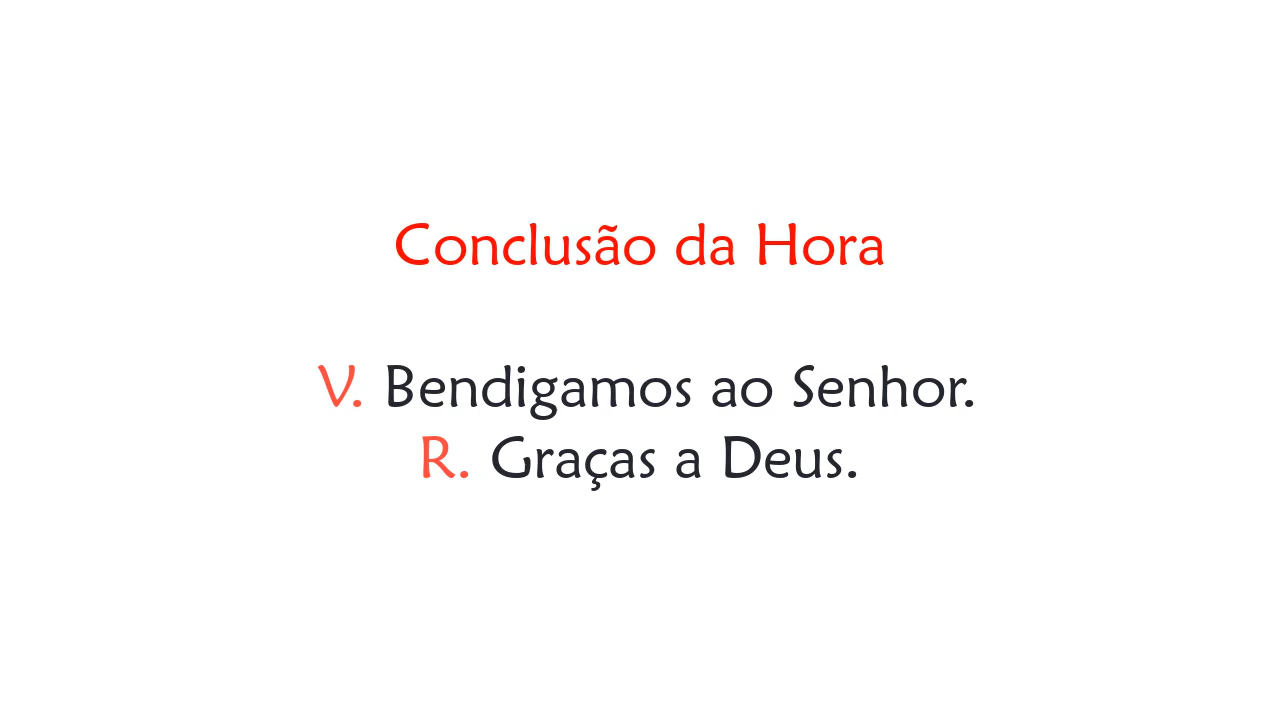 Conclusão da Hora
V. Bendigamos ao Senhor.
R. Graças a Deus.